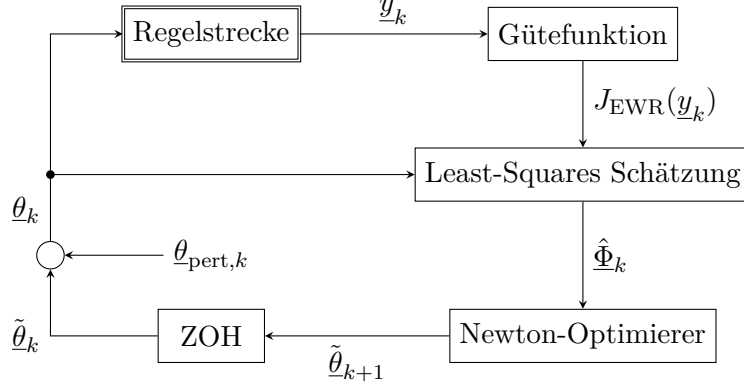 y_k
Regelstrecke
Gütefunktion
J_EWR(y_k)
Least-Squares Schätzung
θ_k
θ_pert,k
Φ̂_k
θ̃_k
ZOH
Newton-Optimierer
θ̃_k+1